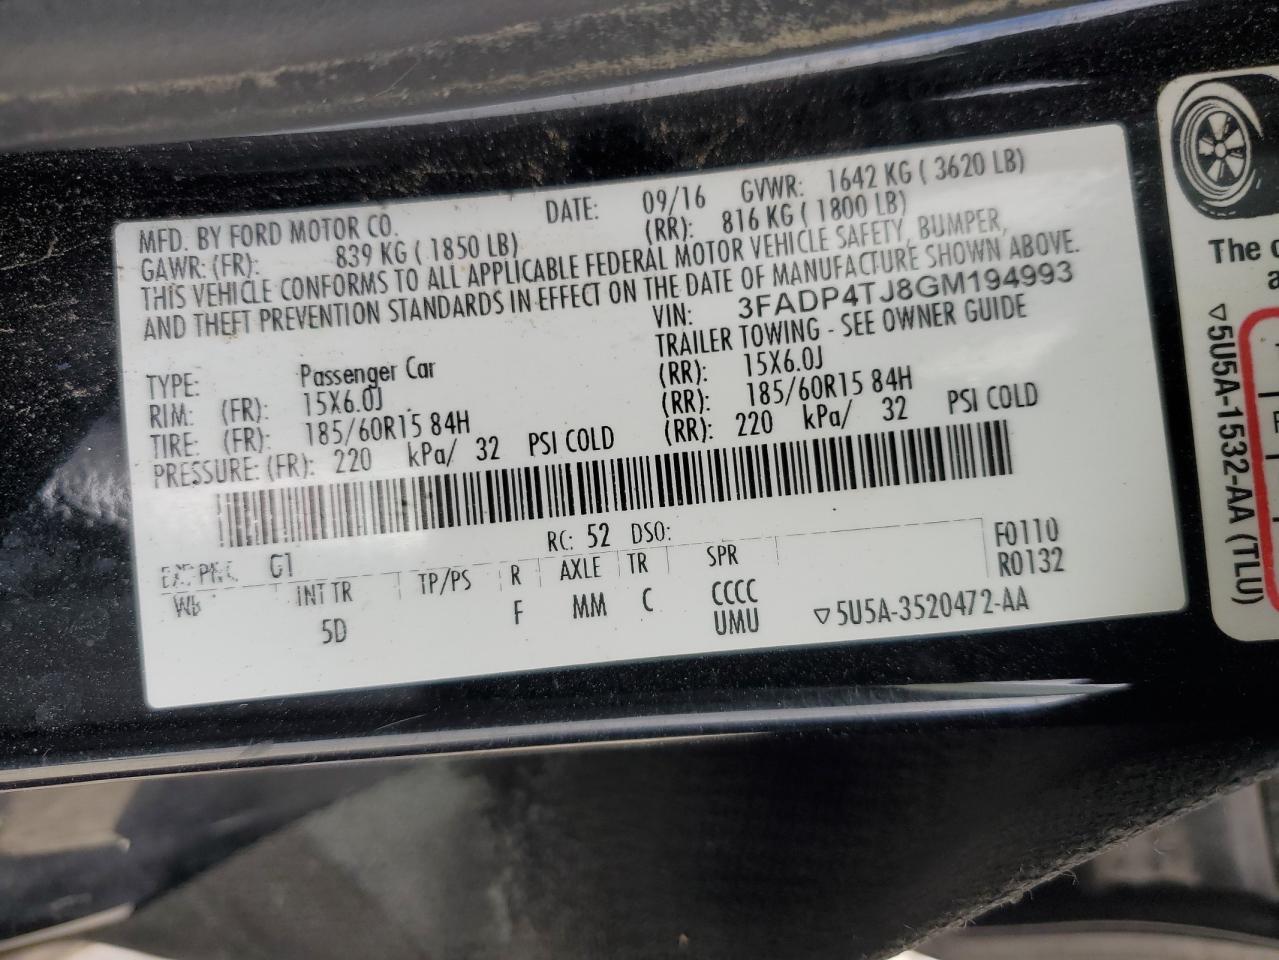 MFD. BY FORD MOTOR CO. DATE: 09/16 GVWR: 1642 KG ( 3620 LB)
GAWR: (FR): 839 KG ( 1850 LB) (RR): 816 KG ( 1800 LB)
THIS VEHICLE CONFORMS TO ALL APPLICABLE FEDERAL MOTOR VEHICLE SAFETY, BUMPER,
AND THEFT PREVENTION STANDARDS IN EFFECT ON THE DATE OF MANUFACTURE SHOWN ABOVE.
VIN: 3FADP4TJ8GM194993
TYPE: Passenger Car TRAILER TOWING - SEE OWNER GUIDE
RIM: (FR): 15X6.0J (RR): 15X6.0J
TIRE: (FR): 185/60R15 84H (RR): 185/60R15 84H
PRESSURE: (FR): 220 kPa/ 32 PSI COLD (RR): 220 kPa/ 32 PSI COLD
RC: 52 DSO: F0110
EXT PNT: G1 R0132
WB INT TR TP/PS R AXLE TR SPR
5D F MM C CCCC
UMU ▽5U5A-3520472-AA
The
▽5U5A-1532-AA (TLU)